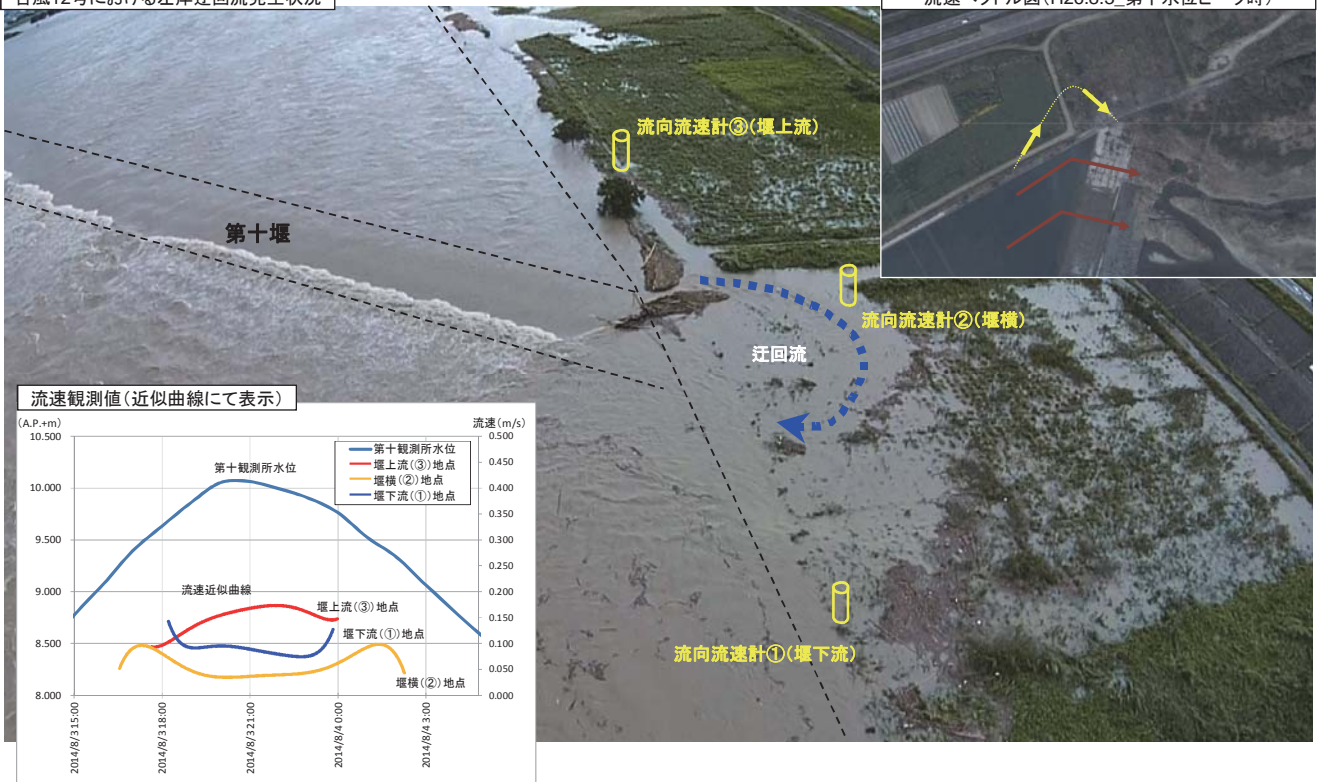 台風12号における左岸迂回流発生状況
流速ベクトル図(H26.8.3_第十水位ピーク時)
流向流速計③(堰上流)
第十堰
流向流速計②(堰横)
迂回流
流向流速計①(堰下流)
流速観測値(近似曲線にて表示)
(A.P.+m)
流速(m/s)
10.500
10.000
9.500
9.000
8.500
8.000
0.500
0.450
0.400
0.350
0.300
0.250
0.200
0.150
0.100
0.050
0.000
第十観測所水位
堰上流(③)地点
堰横(②)地点
堰下流(①)地点
第十観測所水位
流速近似曲線
堰上流(③)地点
堰下流(①)地点
堰横(②)地点
2014/8/3 15:00
2014/8/3 18:00
2014/8/3 21:00
2014/8/4 0:00
2014/8/4 3:00